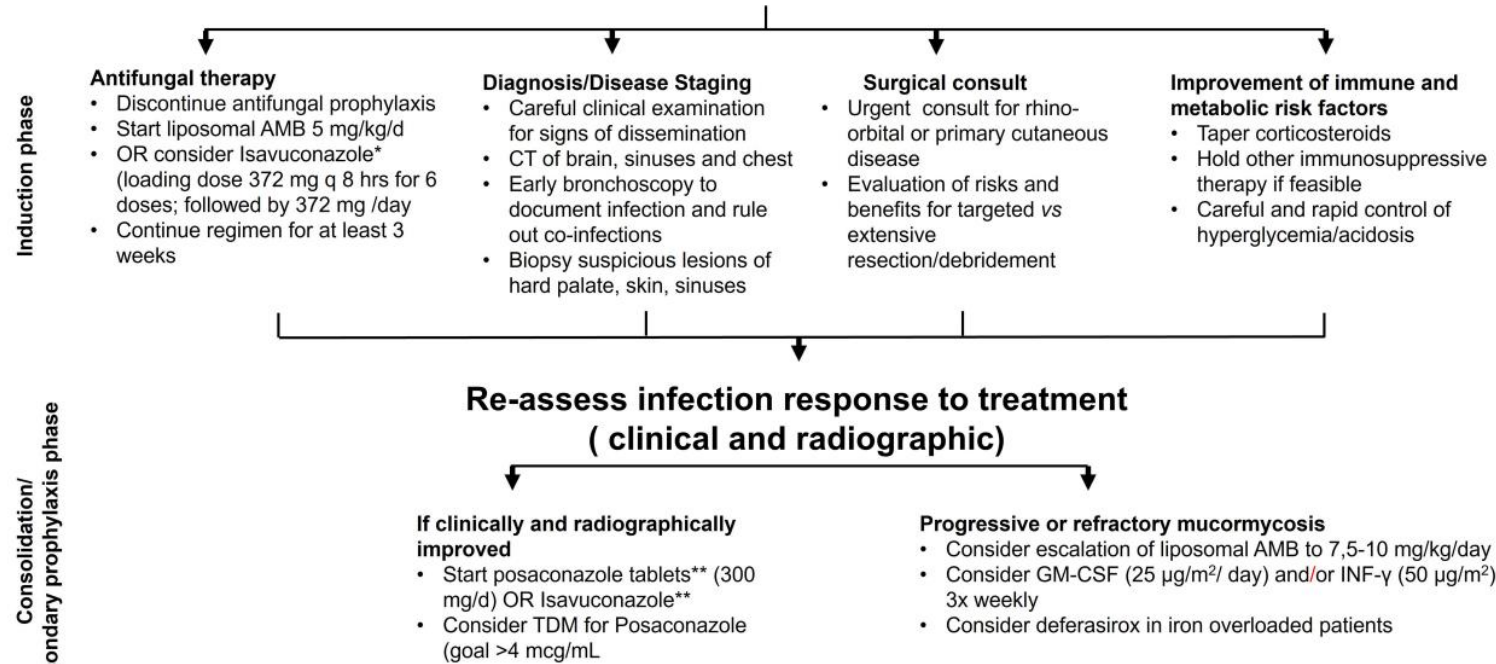 Induction phase
Antifungal therapy
• Discontinue antifungal prophylaxis
• Start liposomal AMB 5 mg/kg/d
• OR consider Isavuconazole*
(loading dose 372 mg q 8 hrs for 6
doses; followed by 372 mg /day
• Continue regimen for at least 3
weeks
Diagnosis/Disease Staging
• Careful clinical examination
for signs of dissemination
• CT of brain, sinuses and chest
• Early bronchoscopy to
document infection and rule
out co-infections
• Biopsy suspicious lesions of
hard palate, skin, sinuses
Surgical consult
• Urgent consult for rhino-
orbital or primary cutaneous
disease
• Evaluation of risks and
benefits for targeted vs
extensive
resection/debridement
Improvement of immune and
metabolic risk factors
• Taper corticosteroids
• Hold other immunosuppressive
therapy if feasible
• Careful and rapid control of
hyperglycemia/acidosis
Re-assess infection response to treatment
( clinical and radiographic)
Consolidation/
ondary prophylaxis phase
If clinically and radiographically
improved
• Start posaconazole tablets** (300
mg/d) OR Isavuconazole**
• Consider TDM for Posaconazole
(goal >4 mcg/mL
Progressive or refractory mucormycosis
• Consider escalation of liposomal AMB to 7,5-10 mg/kg/day
• Consider GM-CSF (25 µg/m²/ day) and/or INF-γ (50 µg/m²)
3x weekly
• Consider deferasirox in iron overloaded patients